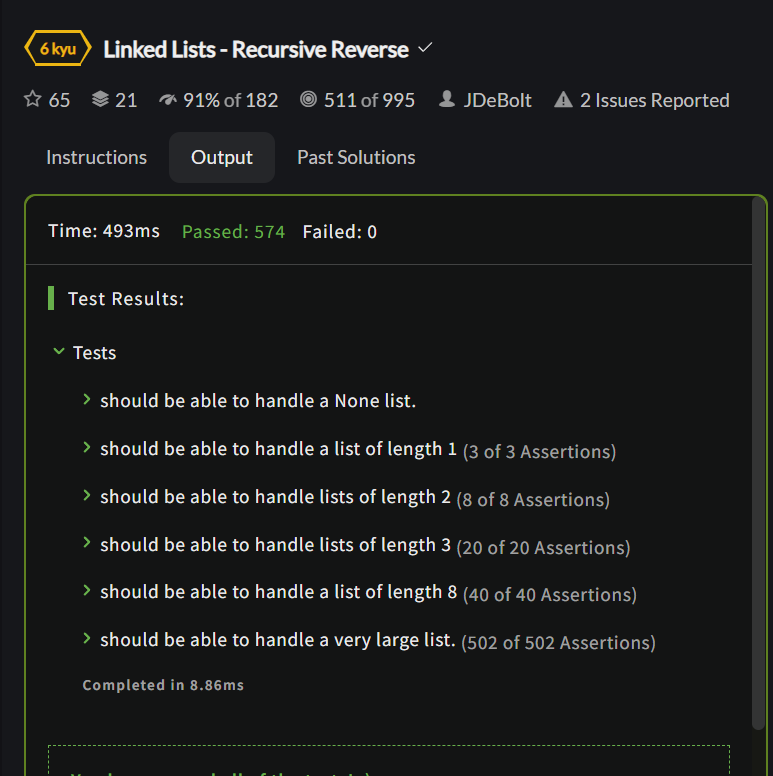 6 kyu Linked Lists - Recursive Reverse
65 21 91% of 182 511 of 995 JDeBolt 2 Issues Reported
Instructions Output Past Solutions
Time: 493ms Passed: 574 Failed: 0
Test Results:
Tests
should be able to handle a None list.
should be able to handle a list of length 1 (3 of 3 Assertions)
should be able to handle lists of length 2 (8 of 8 Assertions)
should be able to handle lists of length 3 (20 of 20 Assertions)
should be able to handle a list of length 8 (40 of 40 Assertions)
should be able to handle a very large list. (502 of 502 Assertions)
Completed in 8.86ms